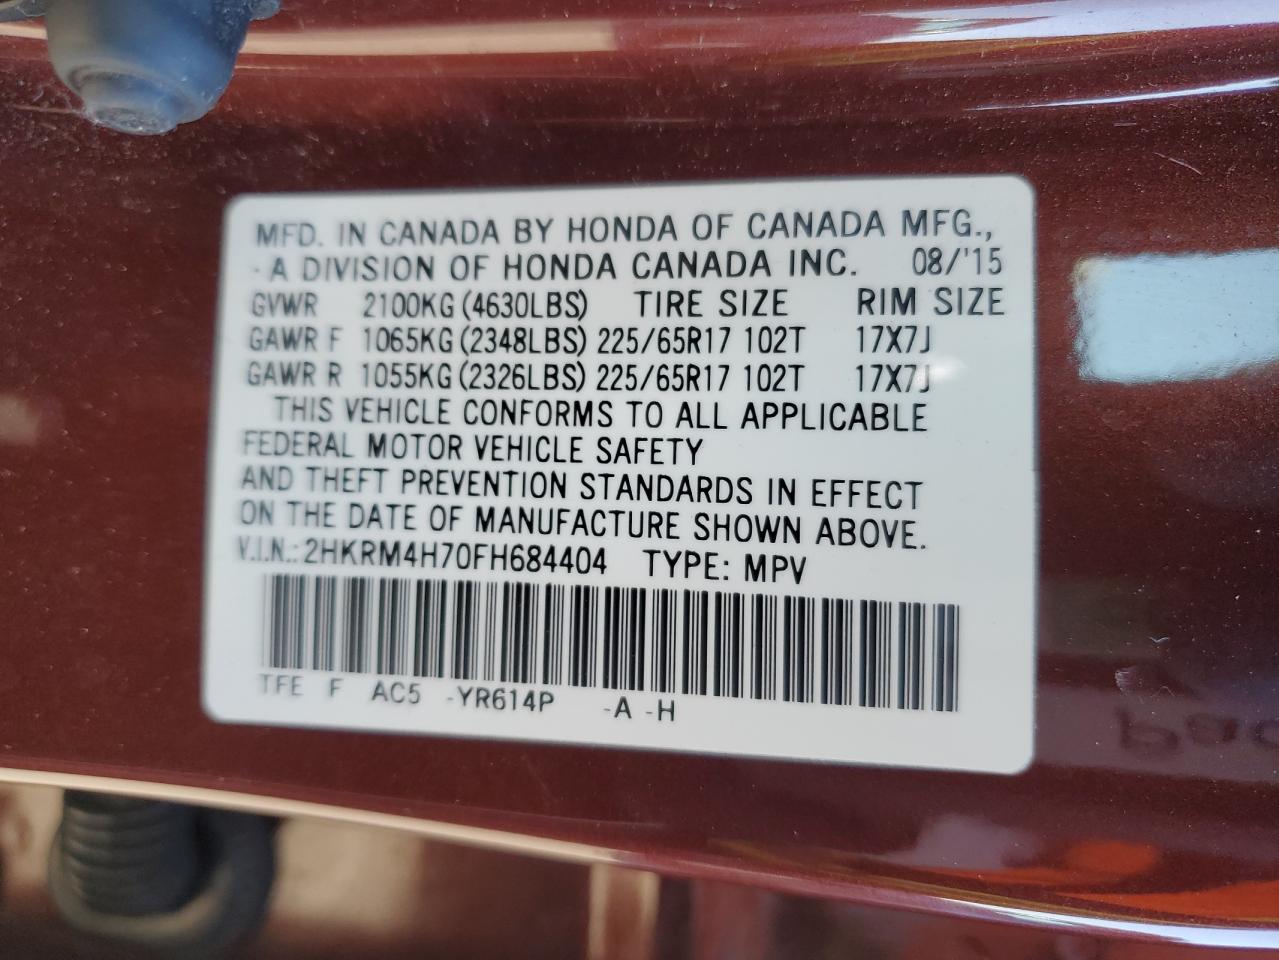 MFD. IN CANADA BY HONDA OF CANADA MFG.,
A DIVISION OF HONDA CANADA INC. 08/'15
GVWR 2100KG (4630LBS) TIRE SIZE RIM SIZE
GAWR F 1065KG (2348LBS) 225/65R17 102T 17X7J
GAWR R 1055KG (2326LBS) 225/65R17 102T 17X7J
THIS VEHICLE CONFORMS TO ALL APPLICABLE
FEDERAL MOTOR VEHICLE SAFETY
AND THEFT PREVENTION STANDARDS IN EFFECT
ON THE DATE OF MANUFACTURE SHOWN ABOVE.
V.I.N.: 2HKRM4H70FH684404 TYPE: MPV
TFE F AC5 -YR614P -A -H